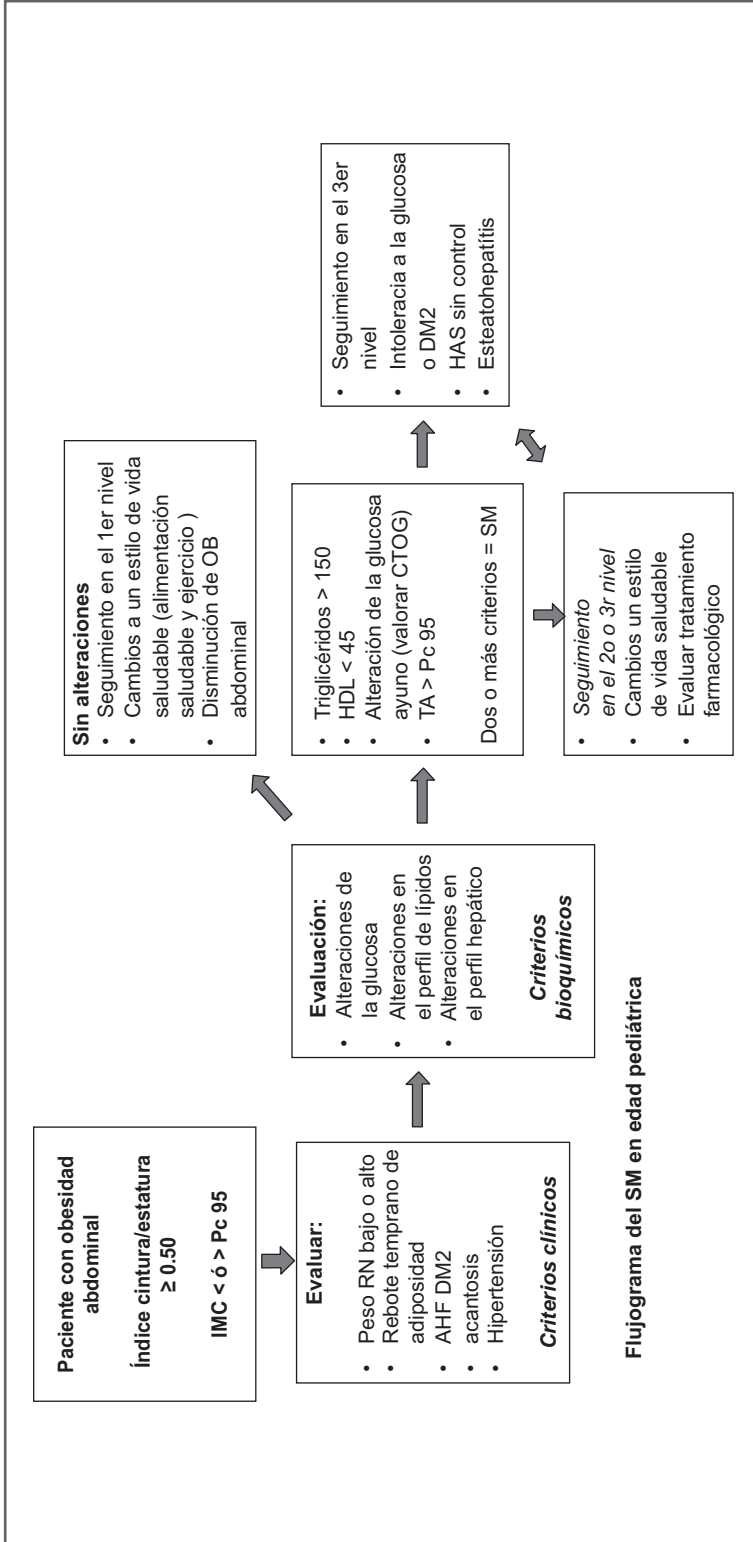 Paciente con obesidad
abdominal
Índice cintura/estatura
≥ 0.50
IMC < ó > Pc 95
Evaluar:
• Peso RN bajo o alto
• Rebote temprano de
adiposidad
• AHF DM2
• acantosis
• Hipertensión
Criterios clínicos
Evaluación:
• Alteraciones de
la glucosa
• Alteraciones en
el perfil de lípidos
• Alteraciones en
el perfil hepático
Criterios
bioquímicos
Sin alteraciones
• Seguimiento en el 1er nivel
• Cambios a un estilo de vida
saludable (alimentación
saludable y ejercicio )
• Disminución de OB
abdominal
• Triglicéridos > 150
• HDL < 45
• Alteración de la glucosa
ayuno (valorar CTOG)
• TA > Pc 95
Dos o más criterios = SM
• Seguimiento
en el 2o o 3r nivel
• Cambios un estilo
de vida saludable
• Evaluar tratamiento
farmacológico
• Seguimiento en el 3er
nivel
• Intoleracia a la glucosa
o DM2
• HAS sin control
• Esteatohepatítis
Flujograma del SM en edad pediátrica